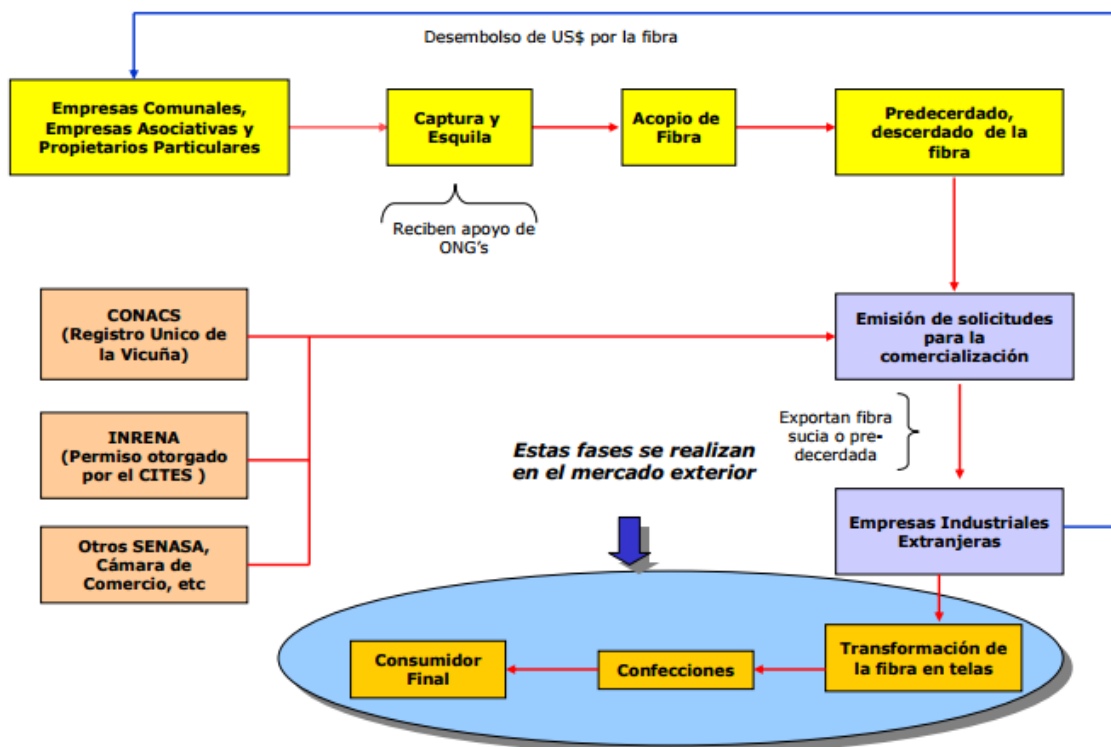 Desembolso de US$ por la fibra
Empresas Comunales,
Empresas Asociativas y
Propietarios Particulares
Captura y
Esquila
Acopio de
Fibra
Predecerdado,
descerdado de la
fibra
Reciben apoyo de
ONG's
CONACS
(Registro Unico de
la Vicuña)
Emisión de solicitudes
para la
comercialización
INRENA
(Permiso otorgado
por el CITES )
Exportan fibra
sucia o pre-
decerdada
Estas fases se realizan
en el mercado exterior
Otros SENASA,
Cámara de
Comercio, etc
Empresas Industriales
Extranjeras
Transformación de
la fibra en telas
Confecciones
Consumidor
Final